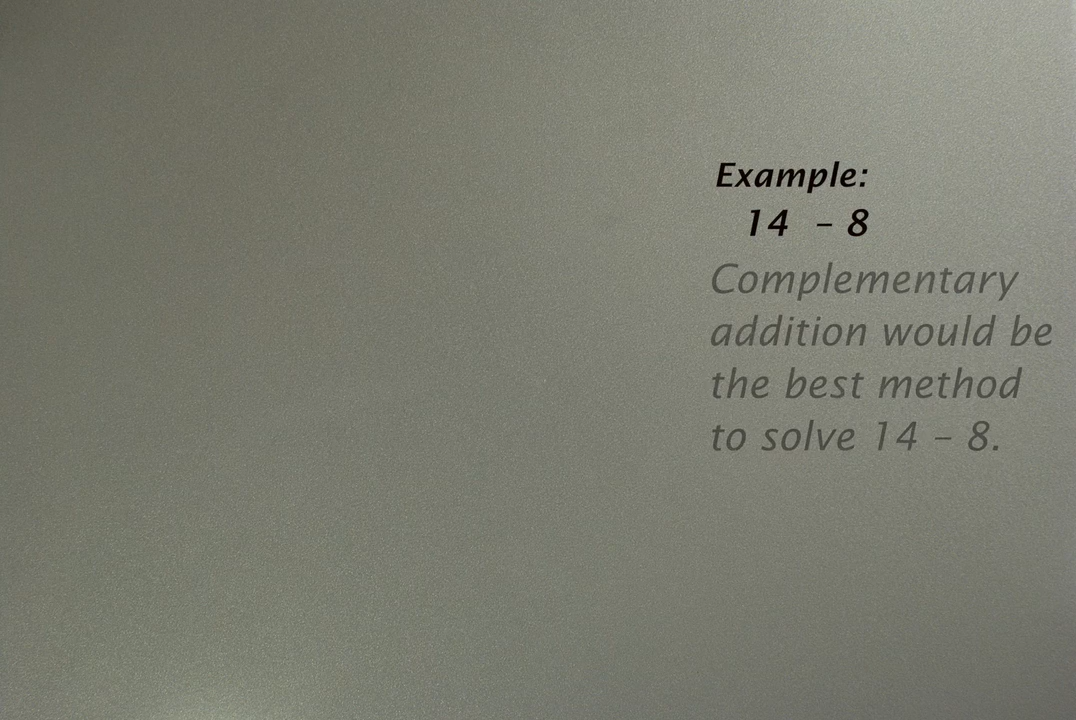 Example:
14 – 8
Complementary
addition would be
the best method
to solve 14 – 8.